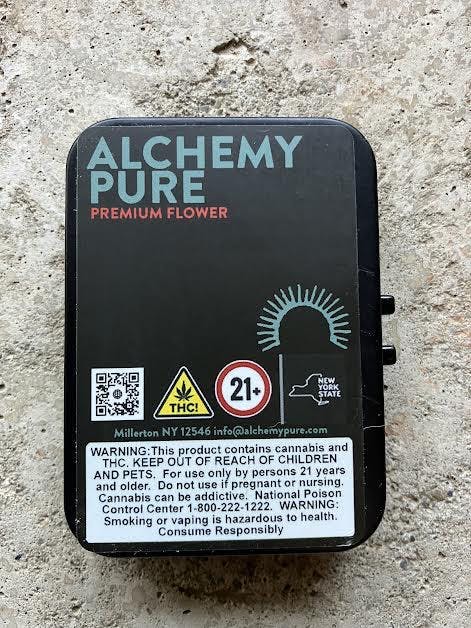 ALCHEMY
PURE
PREMIUM FLOWER
THC!
21+
NEW
YORK
STATE
Millerton NY 12546 info@alchemypure.com
WARNING:This product contains cannabis and
THC. KEEP OUT OF REACH OF CHILDREN
AND PETS. For use only by persons 21 years
and older. Do not use if pregnant or nursing.
Cannabis can be addictive. National Poison
Control Center 1-800-222-1222. WARNING:
Smoking or vaping is hazardous to health.
Consume Responsibly